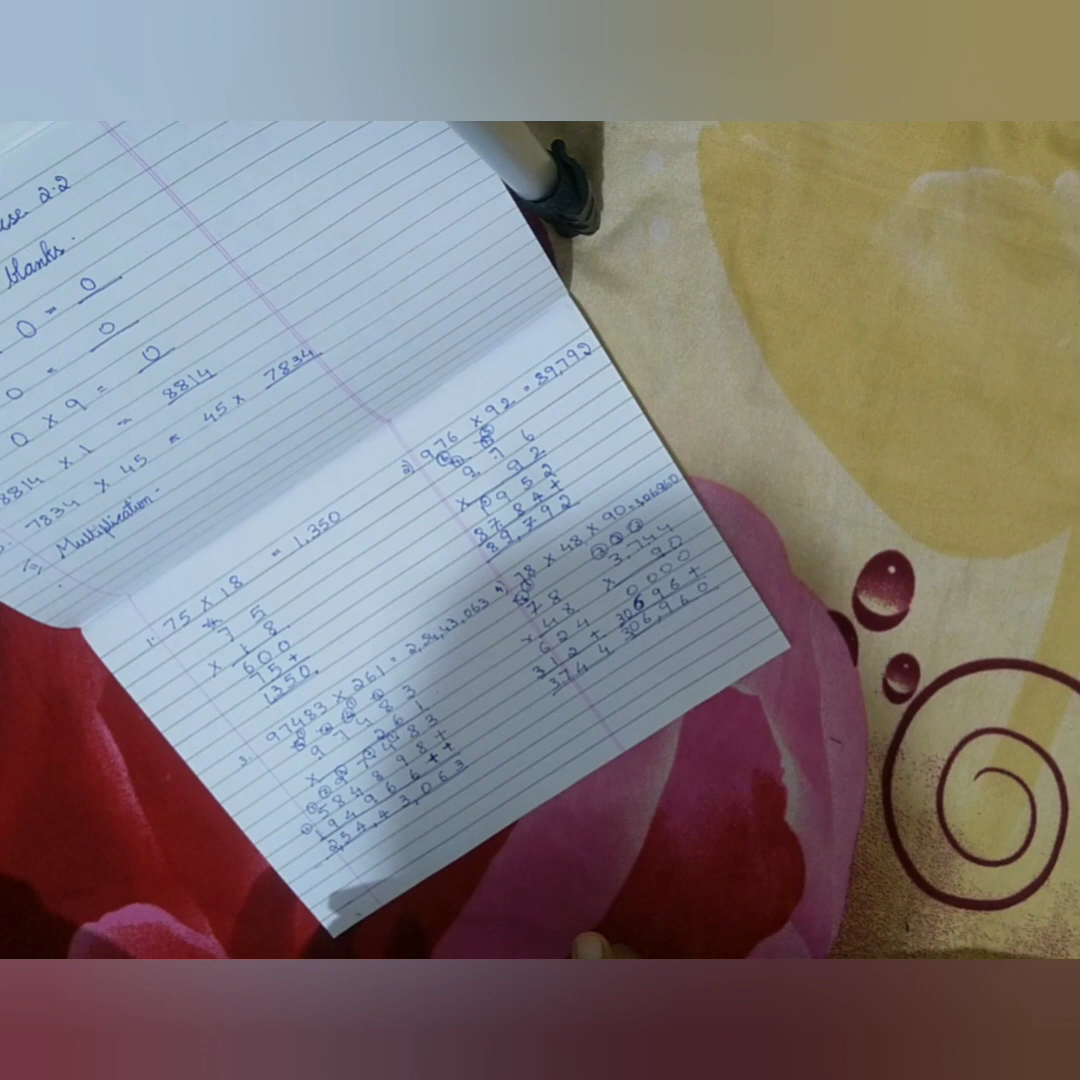 2.2
blanks.
0 = 0
0 = 0
0 × 9 = 0
8814 × 1 = 8814
7834 × 45 = 45 × 7834
Multiplication -
1. 75 × 18 = 1,350
7 5
× 1 8
6 0 0
7 5 +
1,3 5 0
2) 976 × 92 = 89,792
9 7 6
× 9 2
1 9 5 2
8 7 8 4 +
8 9, 7 9 2
3. 97483 × 261 = 2,54,43,063
9 7 4 8 3
× 2 6 1
9 7 4 8 3
5 8 4 8 9 8 +
1 9 4 9 6 6 + +
2 5 4, 4 3, 0 6 3
78 × 48 × 90 = 306960
7 8
× 4 8
6 2 4
3 1 2 +
3 7 4 4
3,7 4 4
× 9 0
0 0 0 0
3 0 6 9 6 +
3 0 6, 9 6 0